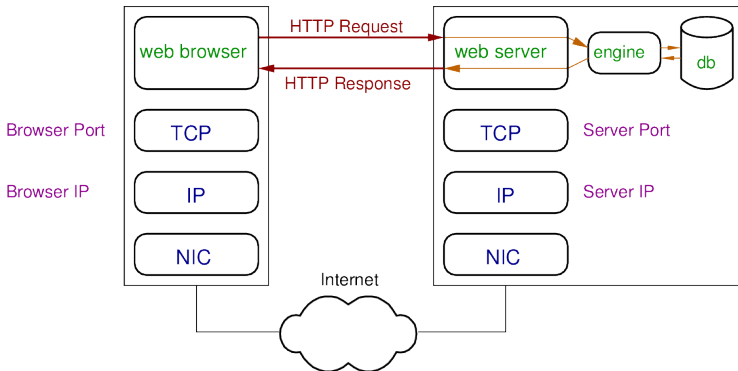 HTTP Request
web browser
web server
engine
db
HTTP Response
Browser Port
TCP
TCP
Server Port
Browser IP
IP
IP
Server IP
NIC
NIC
Internet